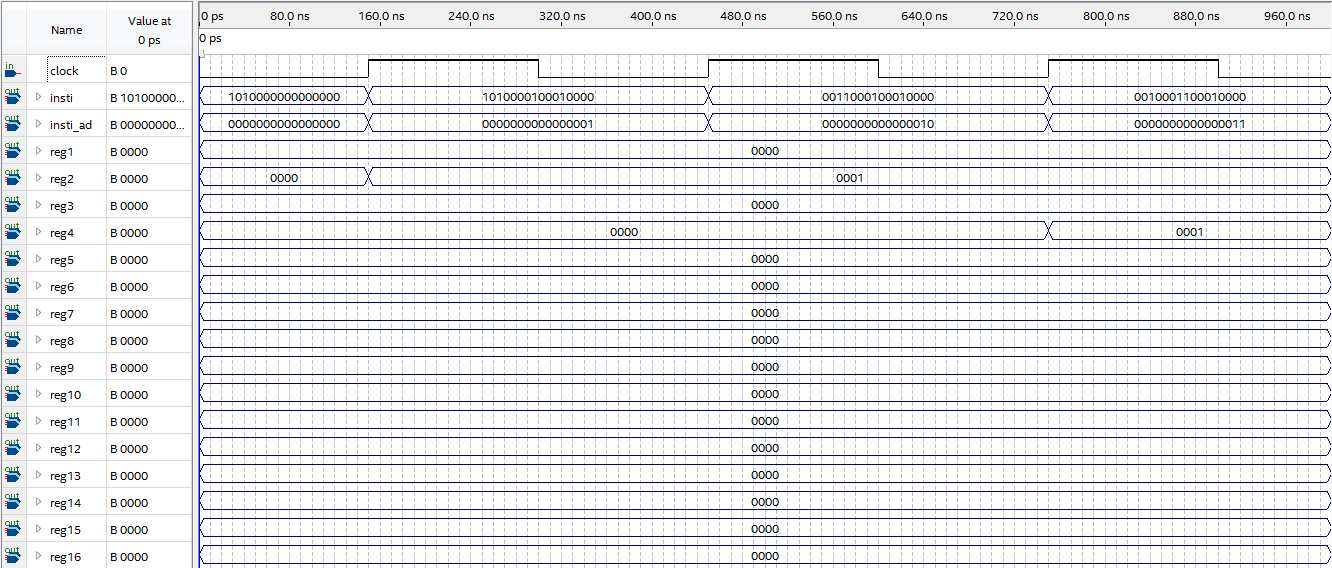 Name Value at 0 ps 0 ps 80.0 ns 160.0 ns 240.0 ns 320.0 ns 400.0 ns 480.0 ns 560.0 ns 640.0 ns 720.0 ns 800.0 ns 880.0 ns 960.0 ns
0 ps
in clock B 0
out insti B 10100000... 1010000000000000 1010000100010000 0011000100010000 0010001100010000
out insti_ad B 00000000... 0000000000000000 0000000000000001 0000000000000010 0000000000000011
out reg1 B 0000 0000
out reg2 B 0000 0000 0001
out reg3 B 0000 0000
out reg4 B 0000 0000 0001
out reg5 B 0000 0000
out reg6 B 0000 0000
out reg7 B 0000 0000
out reg8 B 0000 0000
out reg9 B 0000 0000
out reg10 B 0000 0000
out reg11 B 0000 0000
out reg12 B 0000 0000
out reg13 B 0000 0000
out reg14 B 0000 0000
out reg15 B 0000 0000
out reg16 B 0000 0000